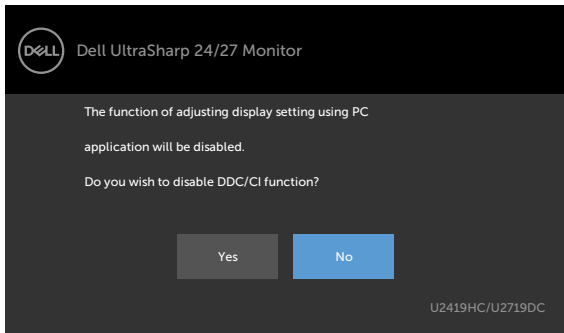 DELL
Dell UltraSharp 24/27 Monitor
The function of adjusting display setting using PC
application will be disabled.
Do you wish to disable DDC/CI function?
Yes
No
U2419HC/U2719DC